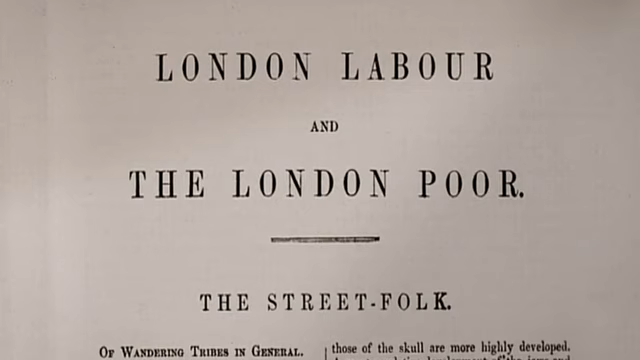 LONDON LABOUR
AND
THE LONDON POOR.
THE STREET-FOLK.
OF WANDERING TRIBES IN GENERAL.
those of the skull are more highly developed.